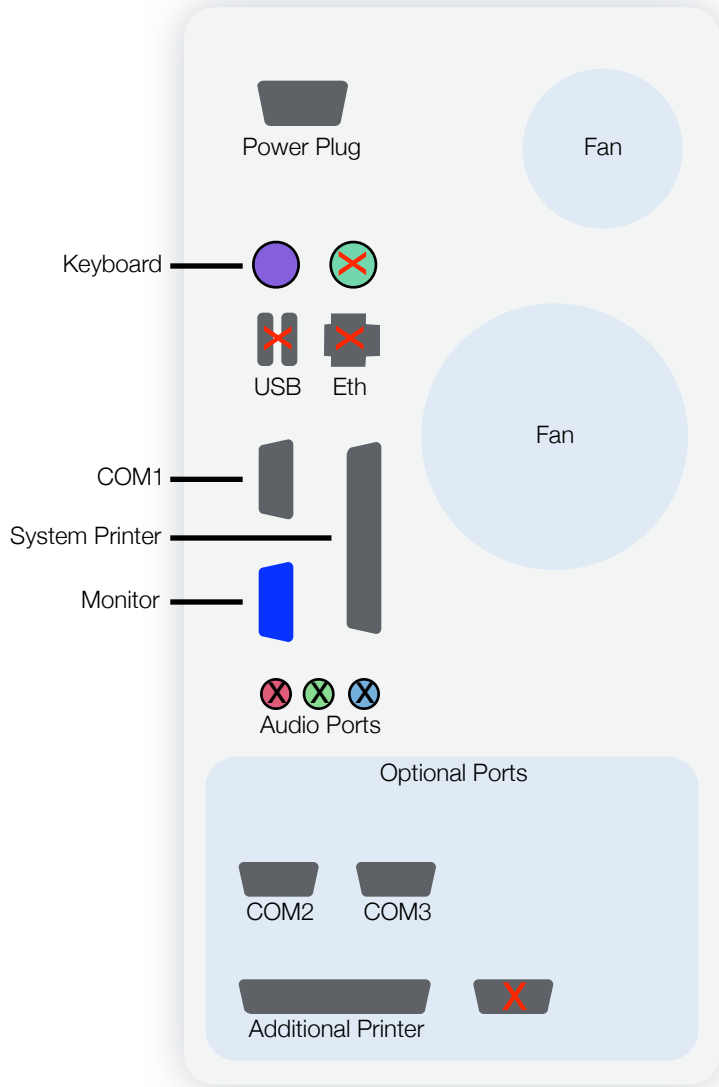 Power Plug
Fan
Keyboard
X
X
X
USB
Eth
Fan
COM1
System Printer
Monitor
X
X
X
Audio Ports
Optional Ports
COM2
COM3
Additional Printer
X